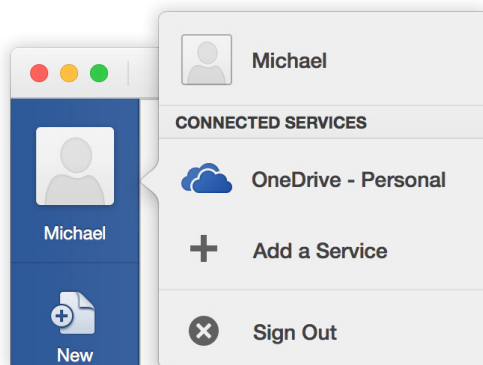 Michael
CONNECTED SERVICES
OneDrive - Personal
Add a Service
Sign Out
Michael
New